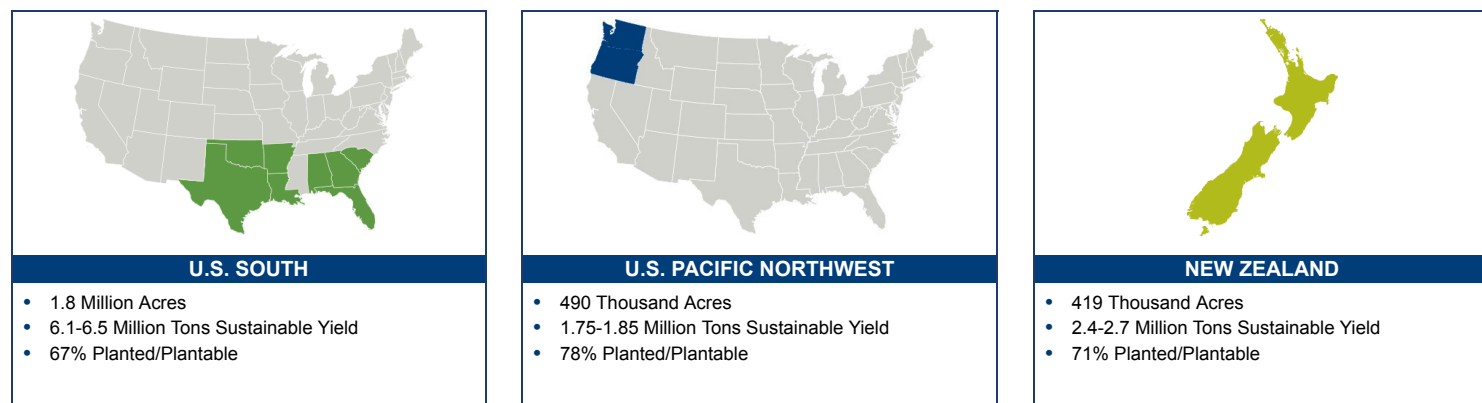 U.S. SOUTH
• 1.8 Million Acres
• 6.1-6.5 Million Tons Sustainable Yield
• 67% Planted/Plantable
U.S. PACIFIC NORTHWEST
• 490 Thousand Acres
• 1.75-1.85 Million Tons Sustainable Yield
• 78% Planted/Plantable
NEW ZEALAND
• 419 Thousand Acres
• 2.4-2.7 Million Tons Sustainable Yield
• 71% Planted/Plantable